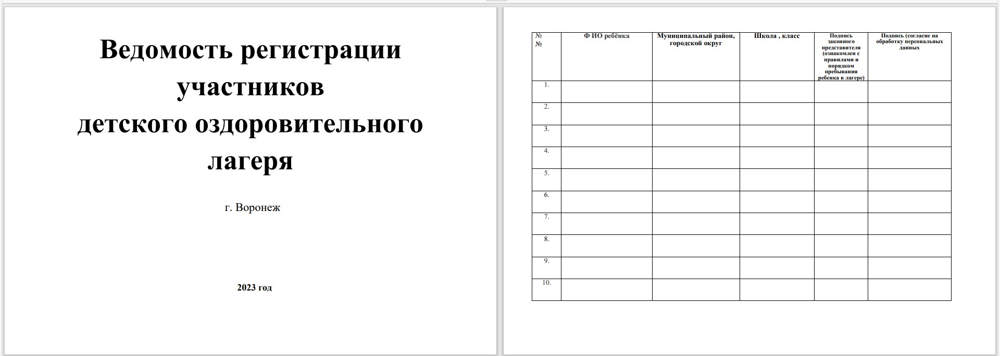 Ведомость регистрации
участников
детского оздоровительного
лагеря
г. Воронеж
2023 год
№
№
Ф ИО ребёнка
Муниципальный район,
городской округ
Школа , класс
Подпись
законного
представителя
(ознакомлен с
правилами и
порядком
пребывания
ребенка в лагере)
Подпись (согласие на
обработку персональных
данных
1.
2.
3.
4.
5.
6.
7.
8.
9.
10.